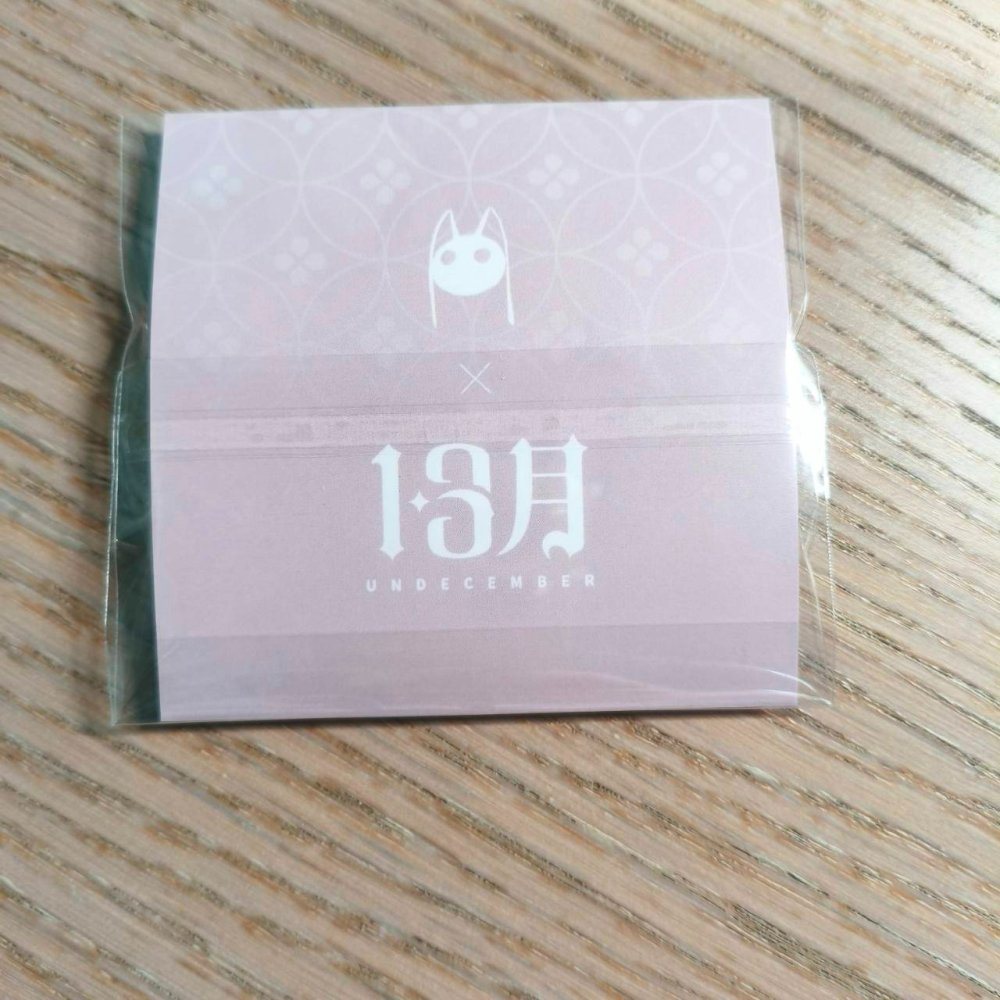 ×
13月
UNDECEMBER